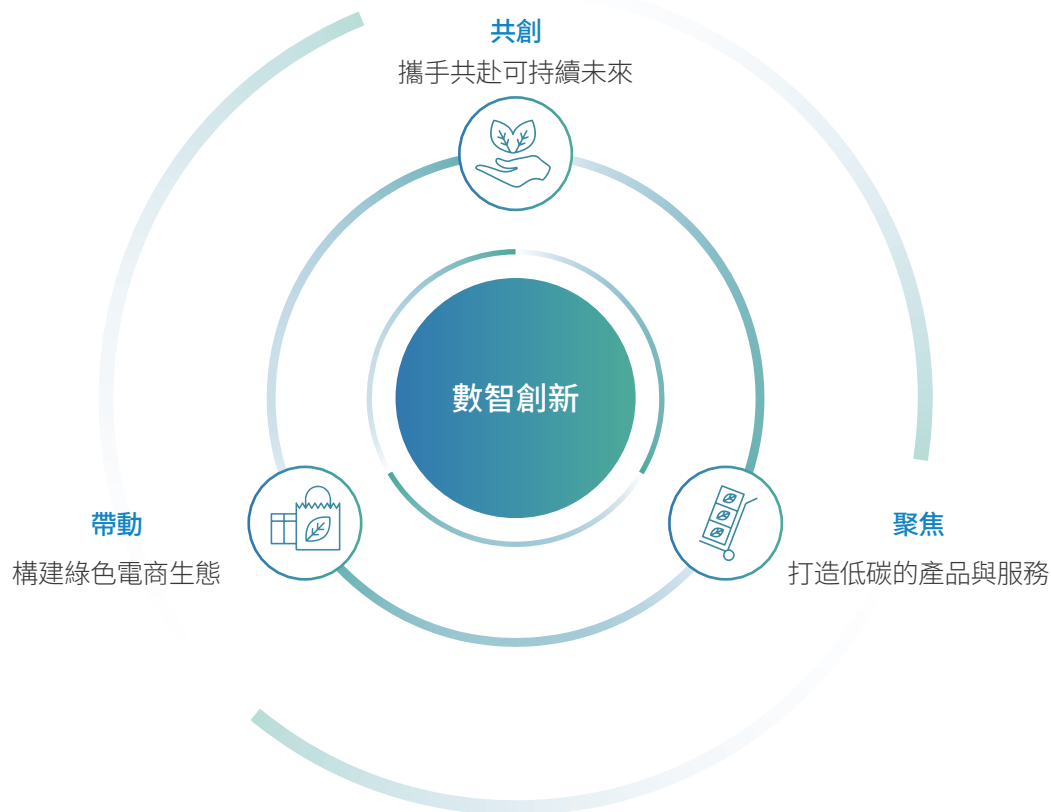 共創
攜手共赴可持續未來
數智創新
帶動
構建綠色電商生態
聚焦
打造低碳的產品與服務